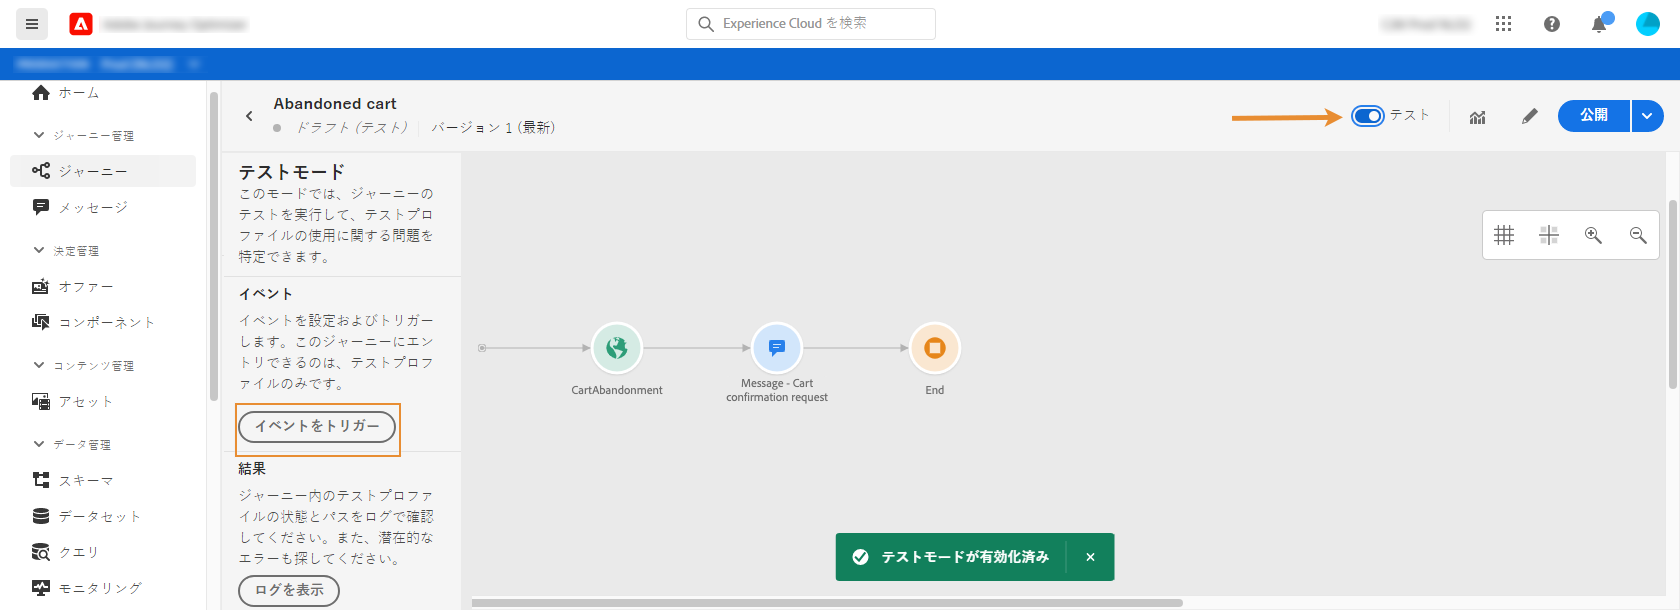 Experience Cloud を検索
ホーム
ジャーニー管理
ジャーニー
メッセージ
決定管理
オファー
コンポーネント
コンテンツ管理
アセット
データ管理
スキーマ
データセット
クエリ
モニタリング
Abandoned cart
ドラフト (テスト)
バージョン 1 (最新)
テスト
公開
テストモード
このモードでは、ジャーニーの
テストを実行して、テストプロ
ファイルの使用に関する問題を
特定できます。
イベント
イベントを設定およびトリガー
します。このジャーニーにエン
トリできるのは、テストプロフ
ァイルのみです。
イベントをトリガー
結果
ジャーニー内のテストプロファ
イルの状態とパスをログで確認
してください。また、潜在的な
エラーも探してください。
ログを表示
CartAbandonment
Message - Cart
confirmation request
End
テストモードが有効化済み